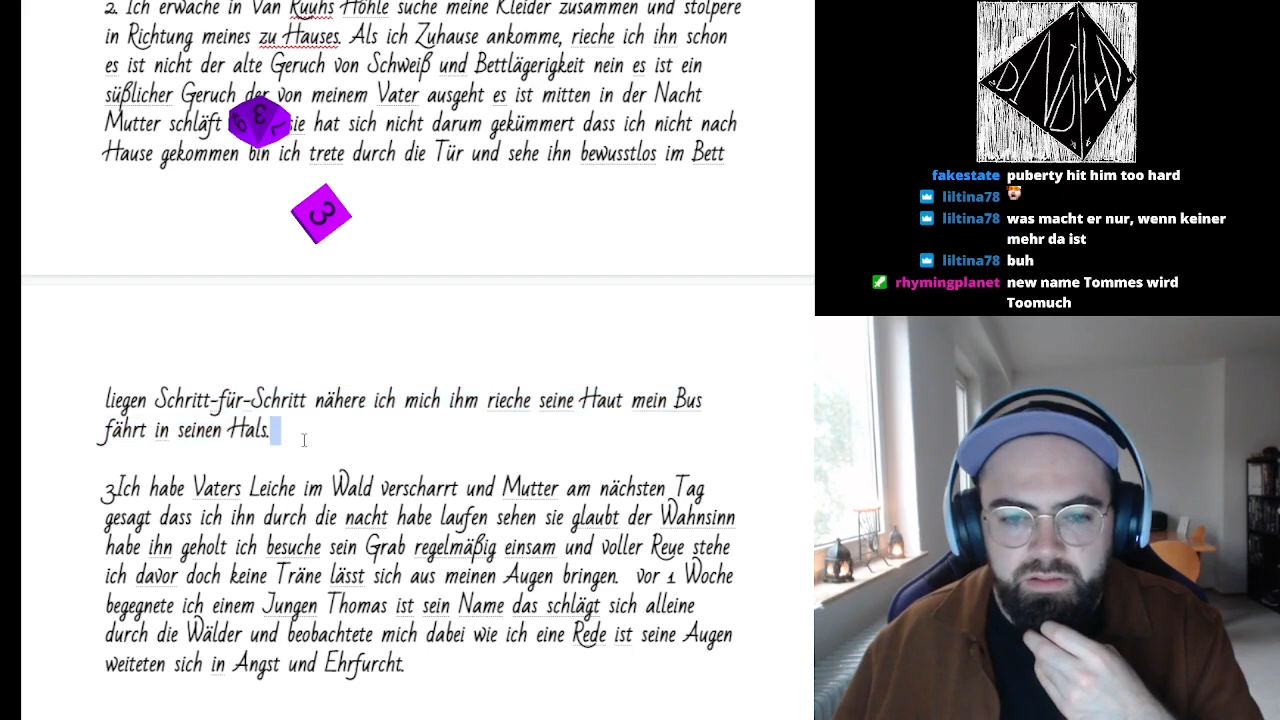 2. Ich erwache in Van Ruuhs Höhle suche meine Kleider zusammen und stolpere
in Richtung meines zu Hauses. Als ich Zuhause ankomme, rieche ich ihn schon
es ist nicht der alte Geruch von Schweiß und Bettlägerigkeit nein es ist ein
süßlicher Geruch der von meinem Vater ausgeht es ist mitten in der Nacht
Mutter schläft sie hat sich nicht darum gekümmert dass ich nicht nach
Hause gekommen bin ich trete durch die Tür und sehe ihn bewusstlos im Bett
3
3
liegen Schritt-für-Schritt nähere ich mich ihm rieche seine Haut mein Bus
fährt in seinen Hals.
3Ich habe Vaters Leiche im Wald verscharrt und Mutter am nächsten Tag
gesagt dass ich ihn durch die nacht habe laufen sehen sie glaubt der Wahnsinn
habe ihn geholt ich besuche sein Grab regelmäßig einsam und voller Reye stehe
ich davor doch keine Träne lässt sich aus meinen Augen bringen. vor 1 Woche
begegnete ich einem Jungen Thomas ist sein Name das schlägt sich alleine
durch die Wälder und beobachtete mich dabei wie ich eine Rede ist seine Augen
weiteten sich in Angst und Ehrfurcht.
fakestate puberty hit him too hard
liltina78
liltina78 was macht er nur, wenn keiner
mehr da ist
liltina78 buh
rhymingplanet new name Tommes wird
Toomuch